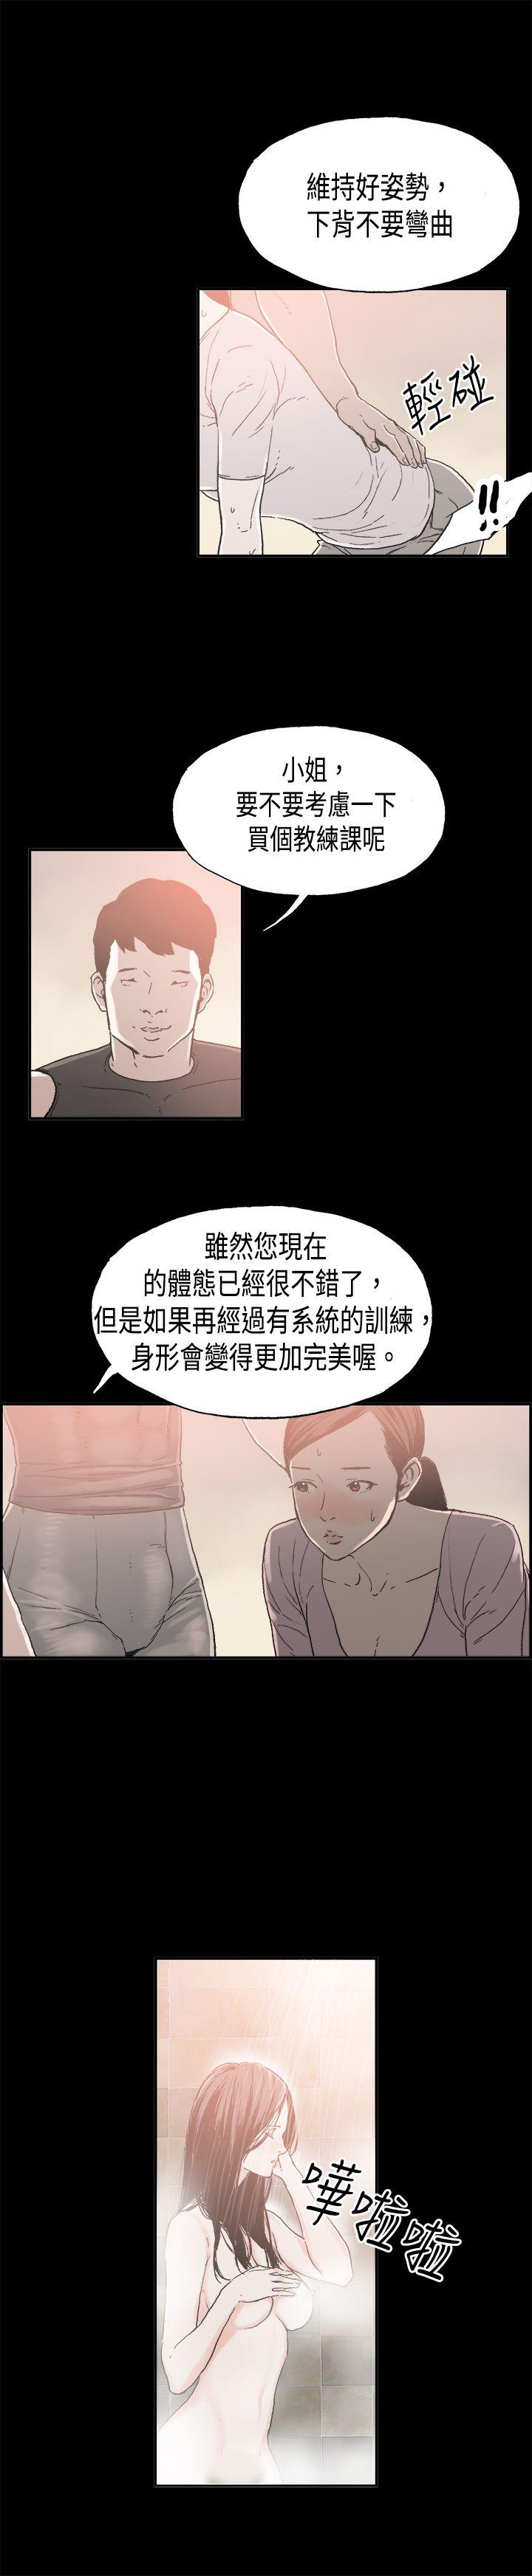 維持好姿勢，
下背不要彎曲
輕碰
!!
小姐，
要不要考慮一下
買個教練課呢
雖然您現在
的體態已經很不錯了，
但是如果再經過有系統的訓練，
身形會變得更加完美喔。
嘩啦啦